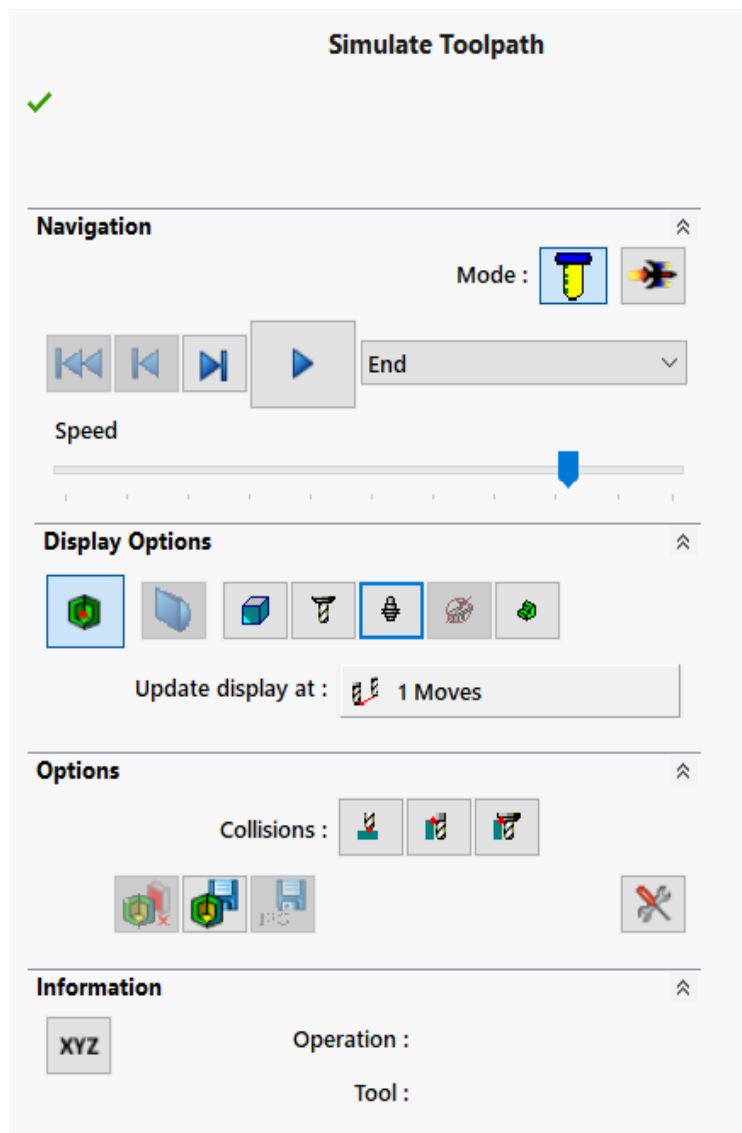 Simulate Toolpath
Navigation
Mode :
End
Speed
Display Options
Update display at :
1 Moves
Options
Collisions :
XYZ
Information
Operation :
Tool :